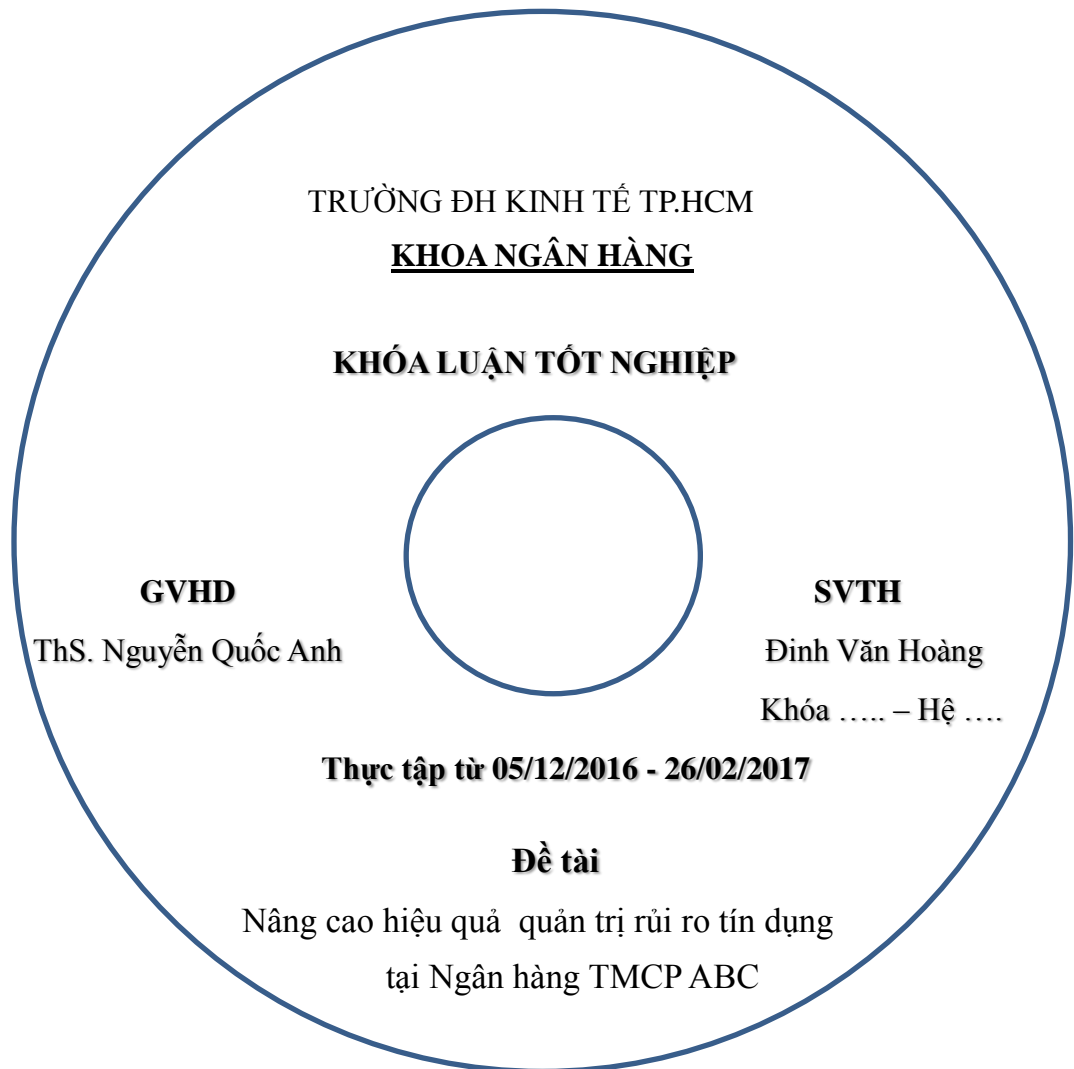 TRƯỜNG ĐH KINH TẾ TP.HCM
KHOA NGÂN HÀNG
KHÓA LUẬN TỐT NGHIỆP
GVHD
ThS. Nguyễn Quốc Anh
SVTH
Đinh Văn Hoàng
Khóa ….. – Hệ ….
Thực tập từ 05/12/2016 - 26/02/2017
Đề tài
Nâng cao hiệu quả quản trị rủi ro tín dụng
tại Ngân hàng TMCP ABC